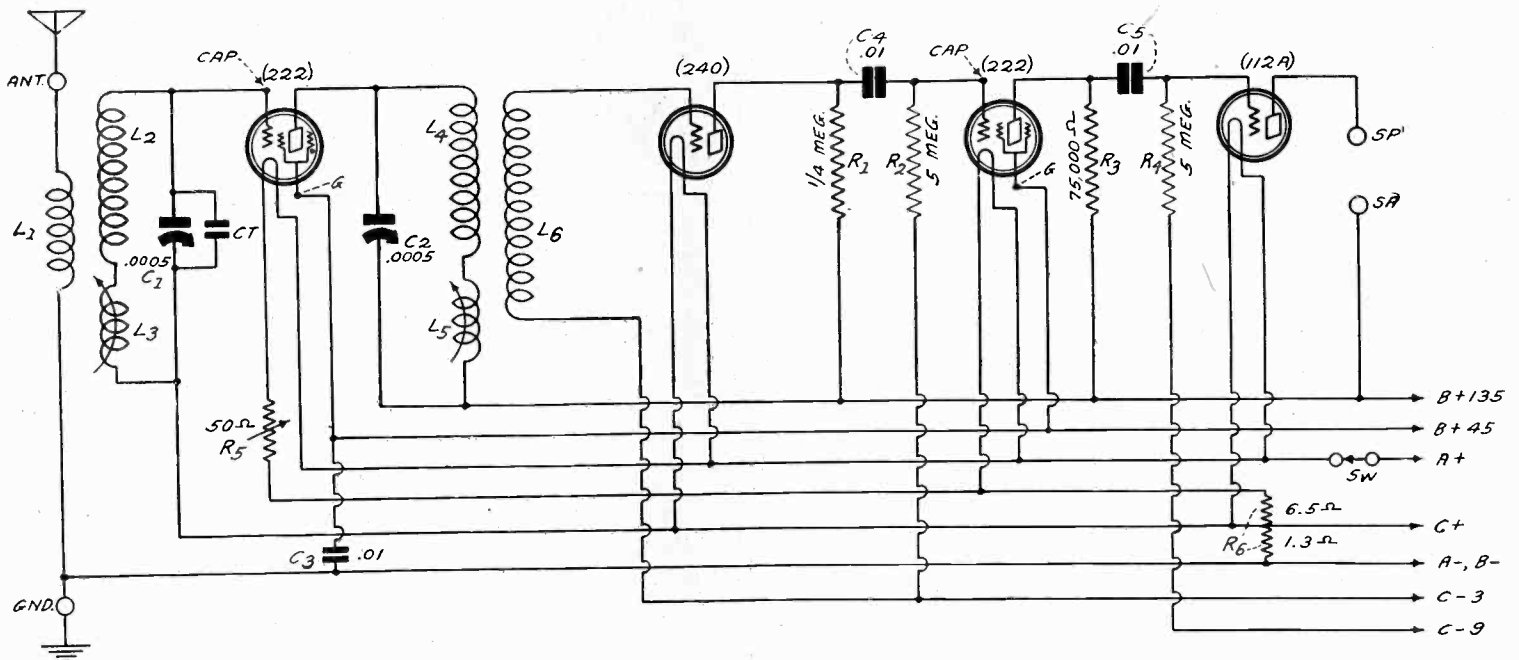 ANT.
L1
L2
.0005
C1
L3
CT
CAP
(222)
G
50Ω
R5
C3 .01
GND.
C2
.0005
L4
L5
L6
(240)
C4
.01
1/4 MEG.
R1
R2
5 MEG.
CAP
(222)
G
75,000Ω
R3
C5
.01
R4
5 MEG.
(112A)
SP
SP
B+135
B+45
A+
SW
6.5Ω
R6
1.3Ω
C+
A-, B-
C-3
C-9